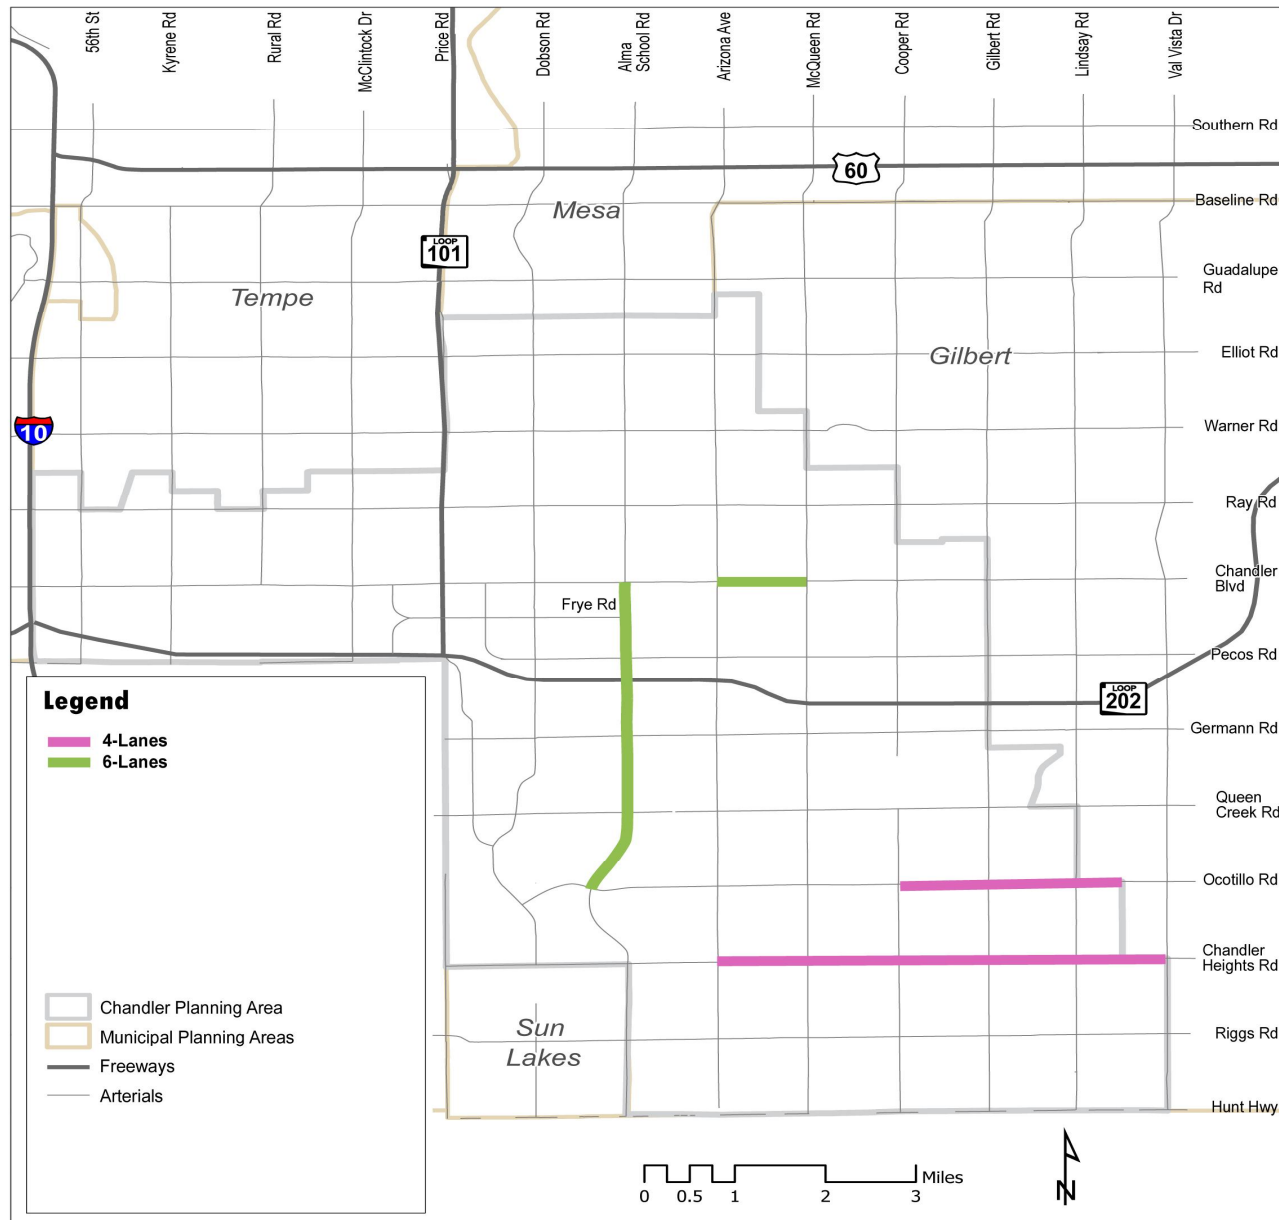 56th St
Kyrene Rd
Rural Rd
McClintock Dr
Price Rd
Dobson Rd
Alma
School Rd
Arizona Ave
McQueen Rd
Cooper Rd
Gilbert Rd
Lindsay Rd
Val Vista Dr
Southern Rd
60
Baseline Rd
Mesa
LOOP
101
Guadalupe
Rd
Tempe
Elliot Rd
Gilbert
10
Warner Rd
Ray Rd
Chandler
Blvd
Frye Rd
Pecos Rd
LOOP
202
Germann Rd
Queen
Creek Rd
Ocotillo Rd
Chandler
Heights Rd
Riggs Rd
Sun
Lakes
Hunt Hwy
Legend
4-Lanes
6-Lanes
Chandler Planning Area
Municipal Planning Areas
Freeways
Arterials
Miles
0 0.5 1 2 3
N